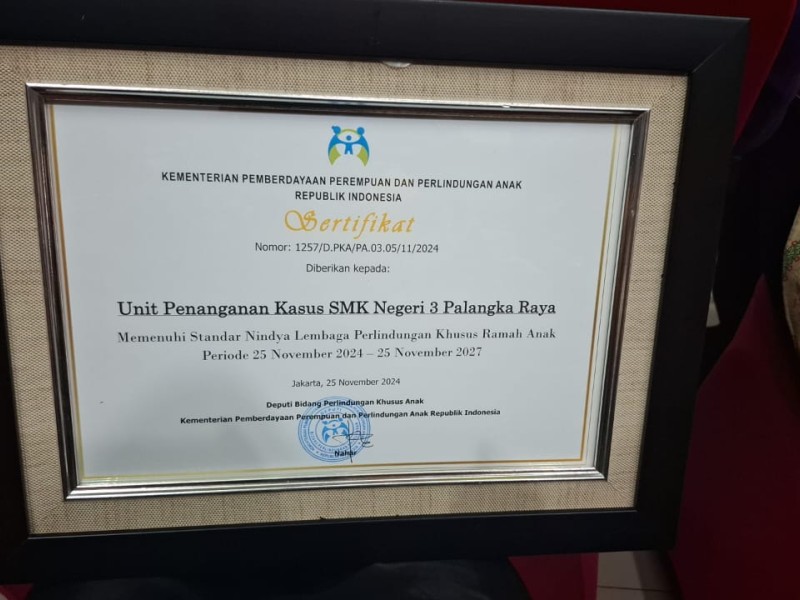 KEMENTERIAN PEMBERDAYAAN PEREMPUAN DAN PERLINDUNGAN ANAK
REPUBLIK INDONESIA
Sertifikat
Nomor: 1257/D.PKA/PA.03.05/11/2024
Diberikan kepada:
Unit Penanganan Kasus SMK Negeri 3 Palangka Raya
Memenuhi Standar Nindya Lembaga Perlindungan Khusus Ramah Anak
Periode 25 November 2024 – 25 November 2027
Jakarta, 25 November 2024
Deputi Bidang Perlindungan Khusus Anak
Kementerian Pemberdayaan Perempuan dan Perlindungan Anak Republik Indonesia
Nahar